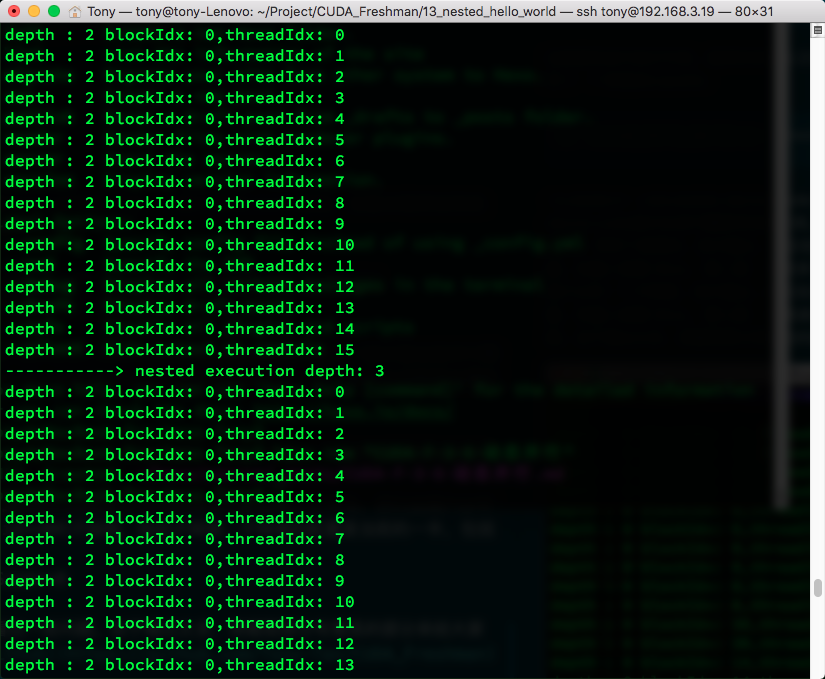 Tony — tony@tony-Lenovo: ~/Project/CUDA_Freshman/13_nested_hello_world — ssh tony@192.168.3.19 — 80×31
depth : 2 blockIdx: 0,threadIdx: 0
depth : 2 blockIdx: 0,threadIdx: 1
depth : 2 blockIdx: 0,threadIdx: 2
depth : 2 blockIdx: 0,threadIdx: 3
depth : 2 blockIdx: 0,threadIdx: 4
depth : 2 blockIdx: 0,threadIdx: 5
depth : 2 blockIdx: 0,threadIdx: 6
depth : 2 blockIdx: 0,threadIdx: 7
depth : 2 blockIdx: 0,threadIdx: 8
depth : 2 blockIdx: 0,threadIdx: 9
depth : 2 blockIdx: 0,threadIdx: 10
depth : 2 blockIdx: 0,threadIdx: 11
depth : 2 blockIdx: 0,threadIdx: 12
depth : 2 blockIdx: 0,threadIdx: 13
depth : 2 blockIdx: 0,threadIdx: 14
depth : 2 blockIdx: 0,threadIdx: 15
-----------> nested execution depth: 3
depth : 2 blockIdx: 0,threadIdx: 0
depth : 2 blockIdx: 0,threadIdx: 1
depth : 2 blockIdx: 0,threadIdx: 2
depth : 2 blockIdx: 0,threadIdx: 3
depth : 2 blockIdx: 0,threadIdx: 4
depth : 2 blockIdx: 0,threadIdx: 5
depth : 2 blockIdx: 0,threadIdx: 6
depth : 2 blockIdx: 0,threadIdx: 7
depth : 2 blockIdx: 0,threadIdx: 8
depth : 2 blockIdx: 0,threadIdx: 9
depth : 2 blockIdx: 0,threadIdx: 10
depth : 2 blockIdx: 0,threadIdx: 11
depth : 2 blockIdx: 0,threadIdx: 12
depth : 2 blockIdx: 0,threadIdx: 13